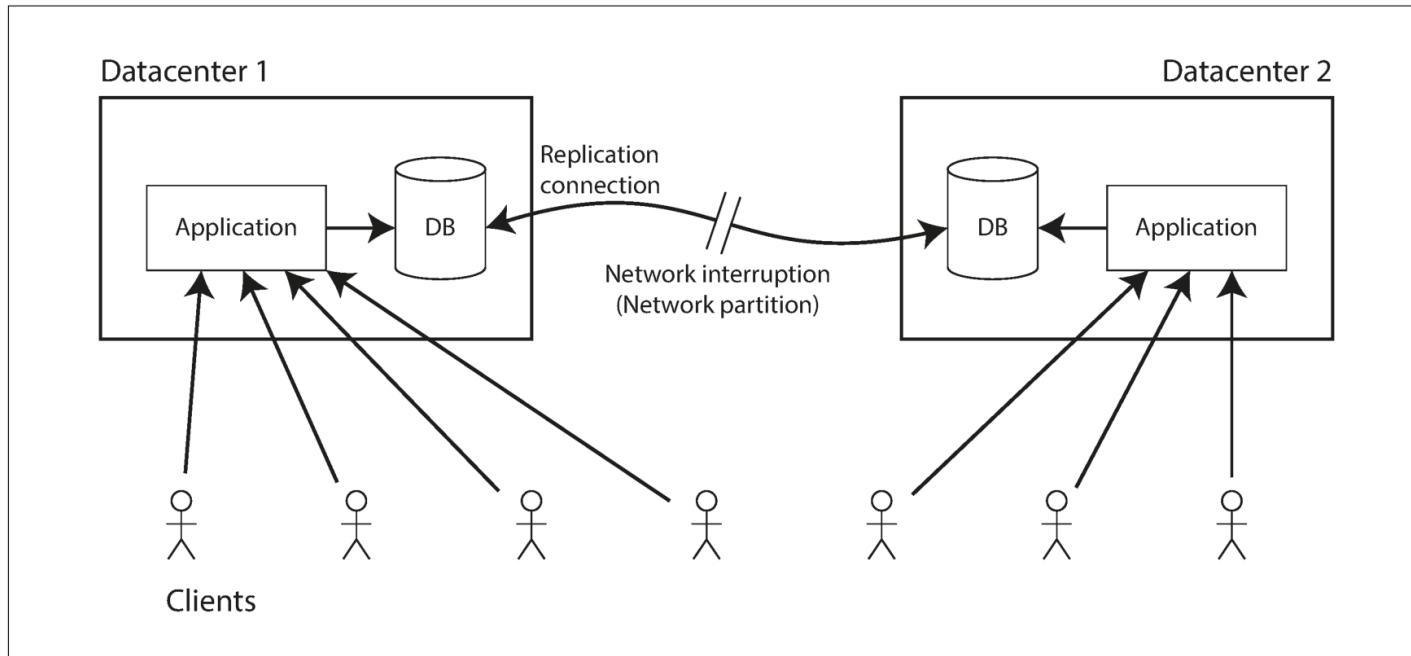 Datacenter 1
Datacenter 2
Replication
connection
Application
DB
DB
Application
Network interruption
(Network partition)
Clients